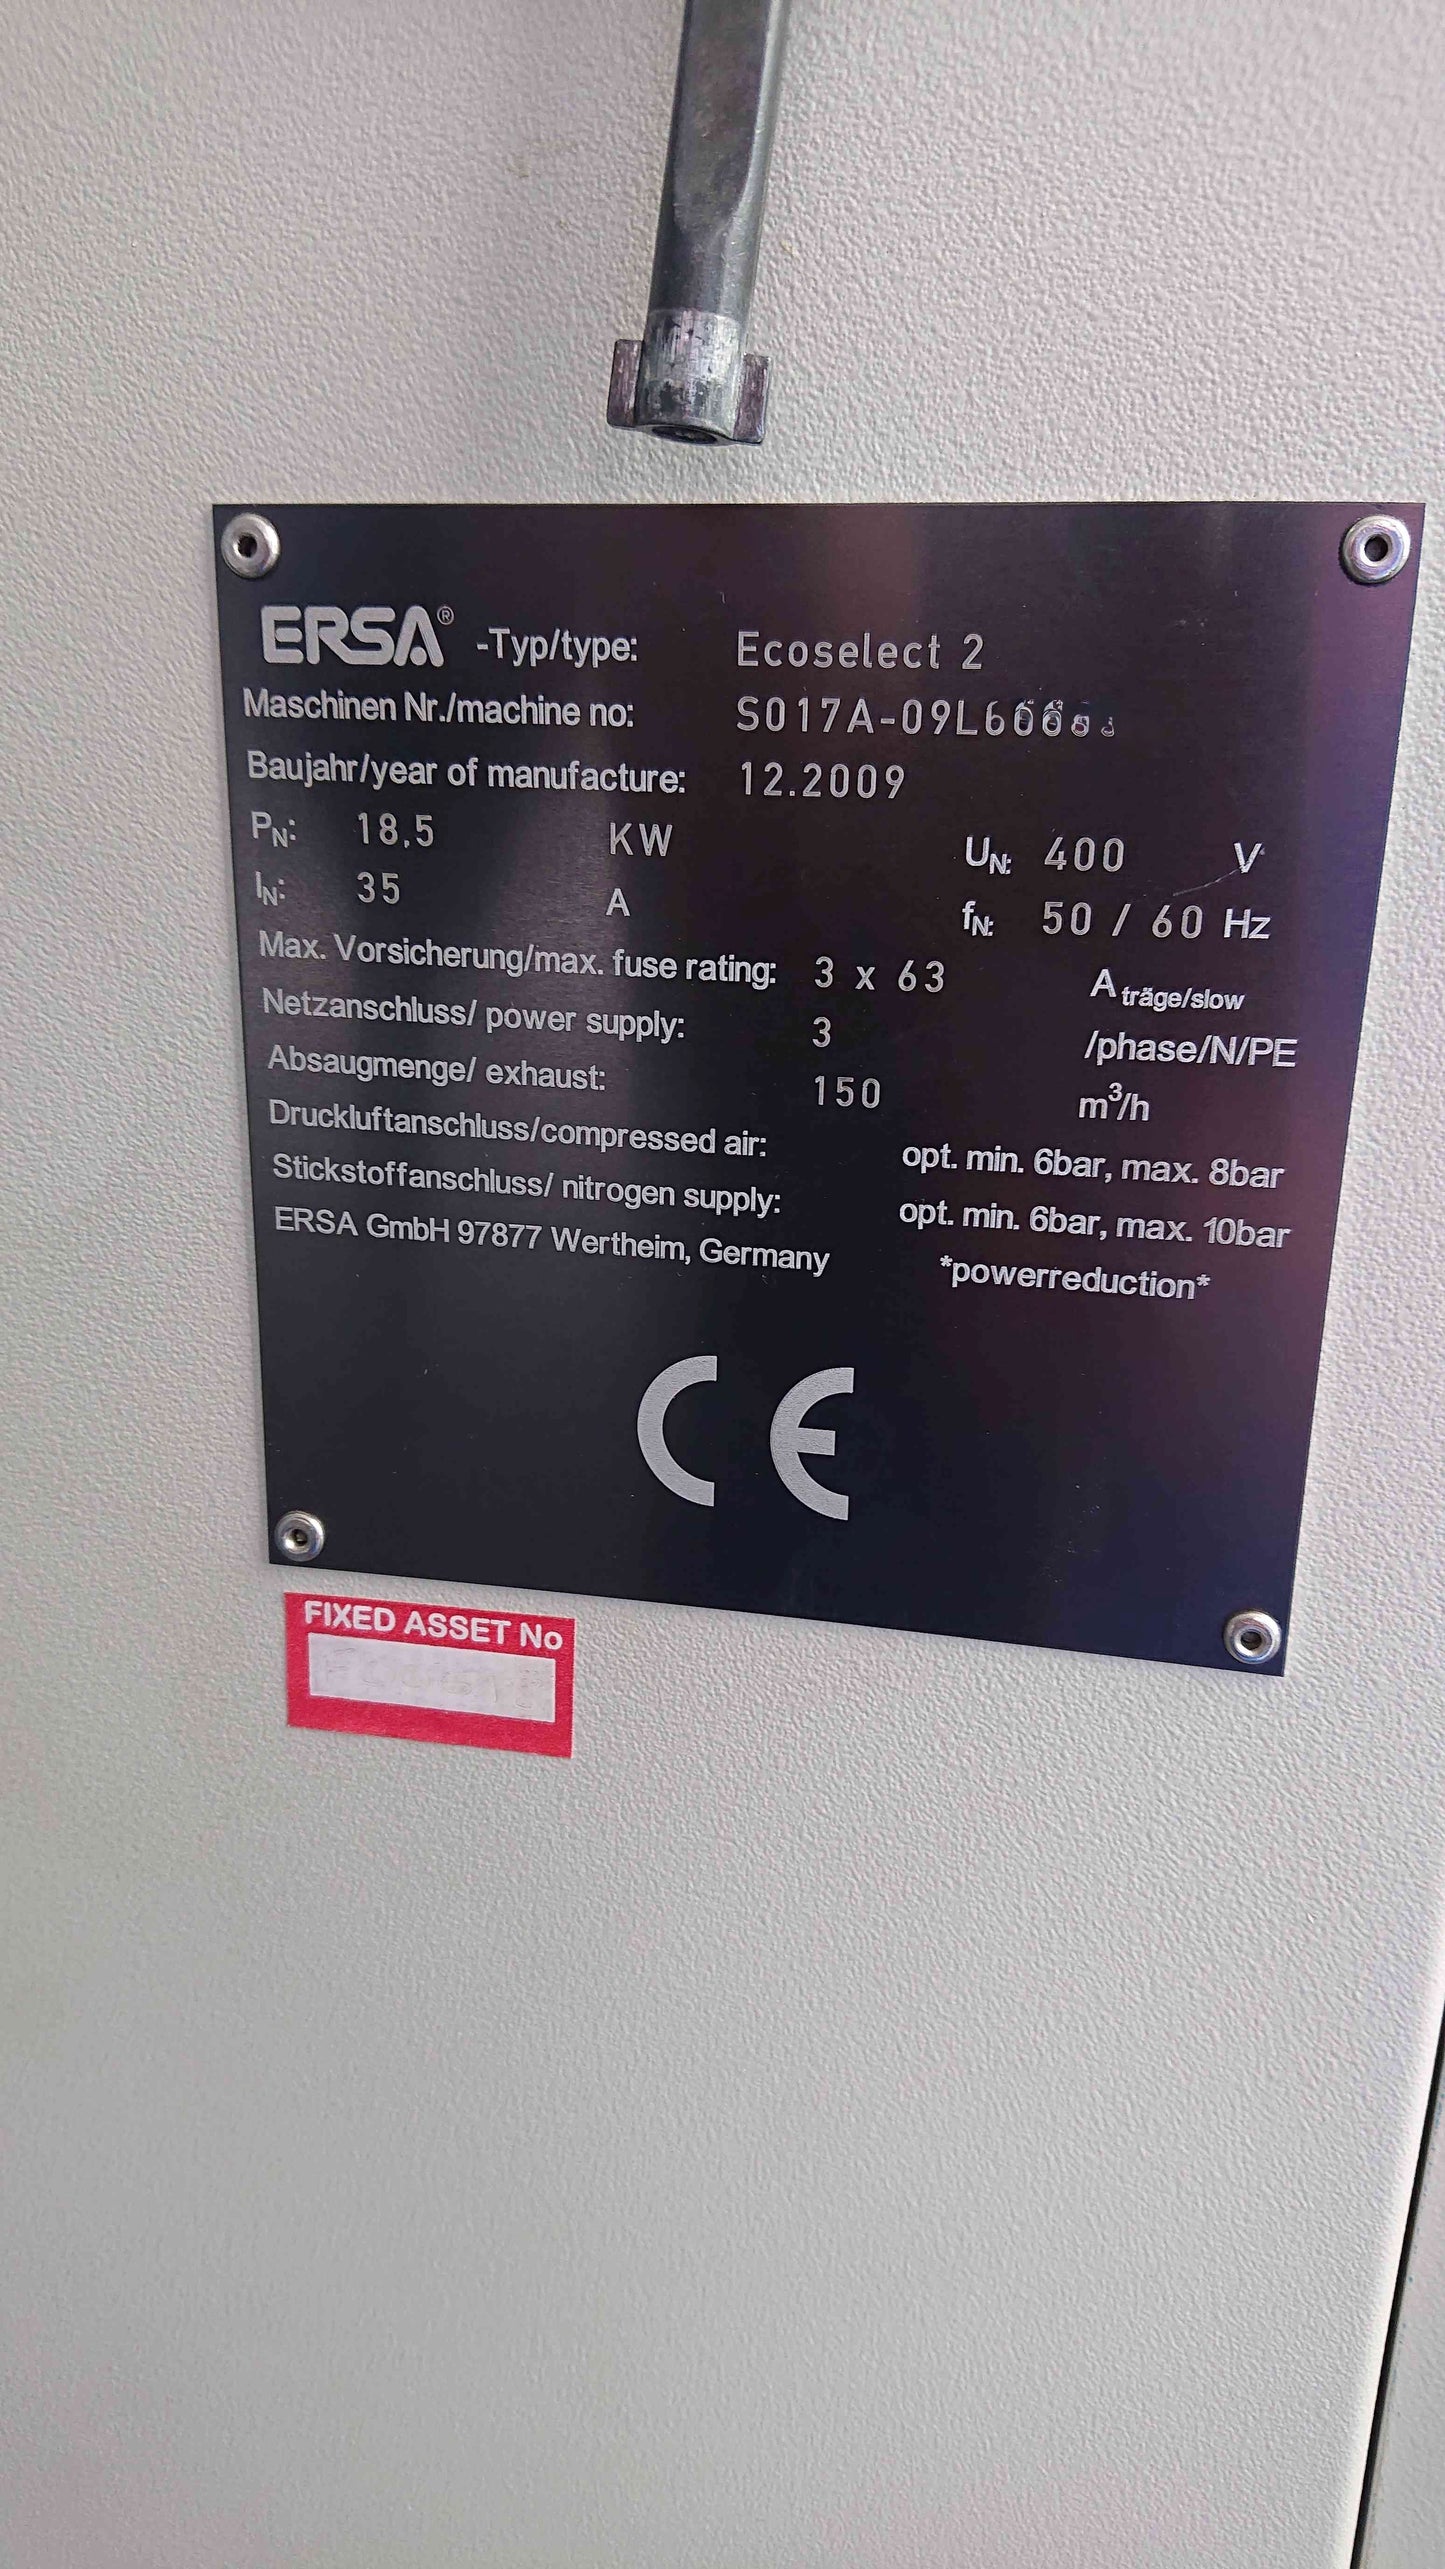 ERSA® -Typ/type: Ecoselect 2
Maschinen Nr./machine no:
Baujahr/year of manufacture: 12.2009
PN: 18,5 KW UN: 400 V
IN: 35 A fN: 50 / 60 Hz
Max. Vorsicherung/max. fuse rating: 3 x 63 A träge/slow
Netzanschluss/ power supply: 3 /phase/N/PE
Absaugmenge/ exhaust: 150 m³/h
Druckluftanschluss/compressed air: opt. min. 6bar, max. 8bar
Stickstoffanschluss/ nitrogen supply: opt. min. 6bar, max. 10bar
ERSA GmbH 97877 Wertheim, Germany *powerreduction*
CE
FIXED ASSET No